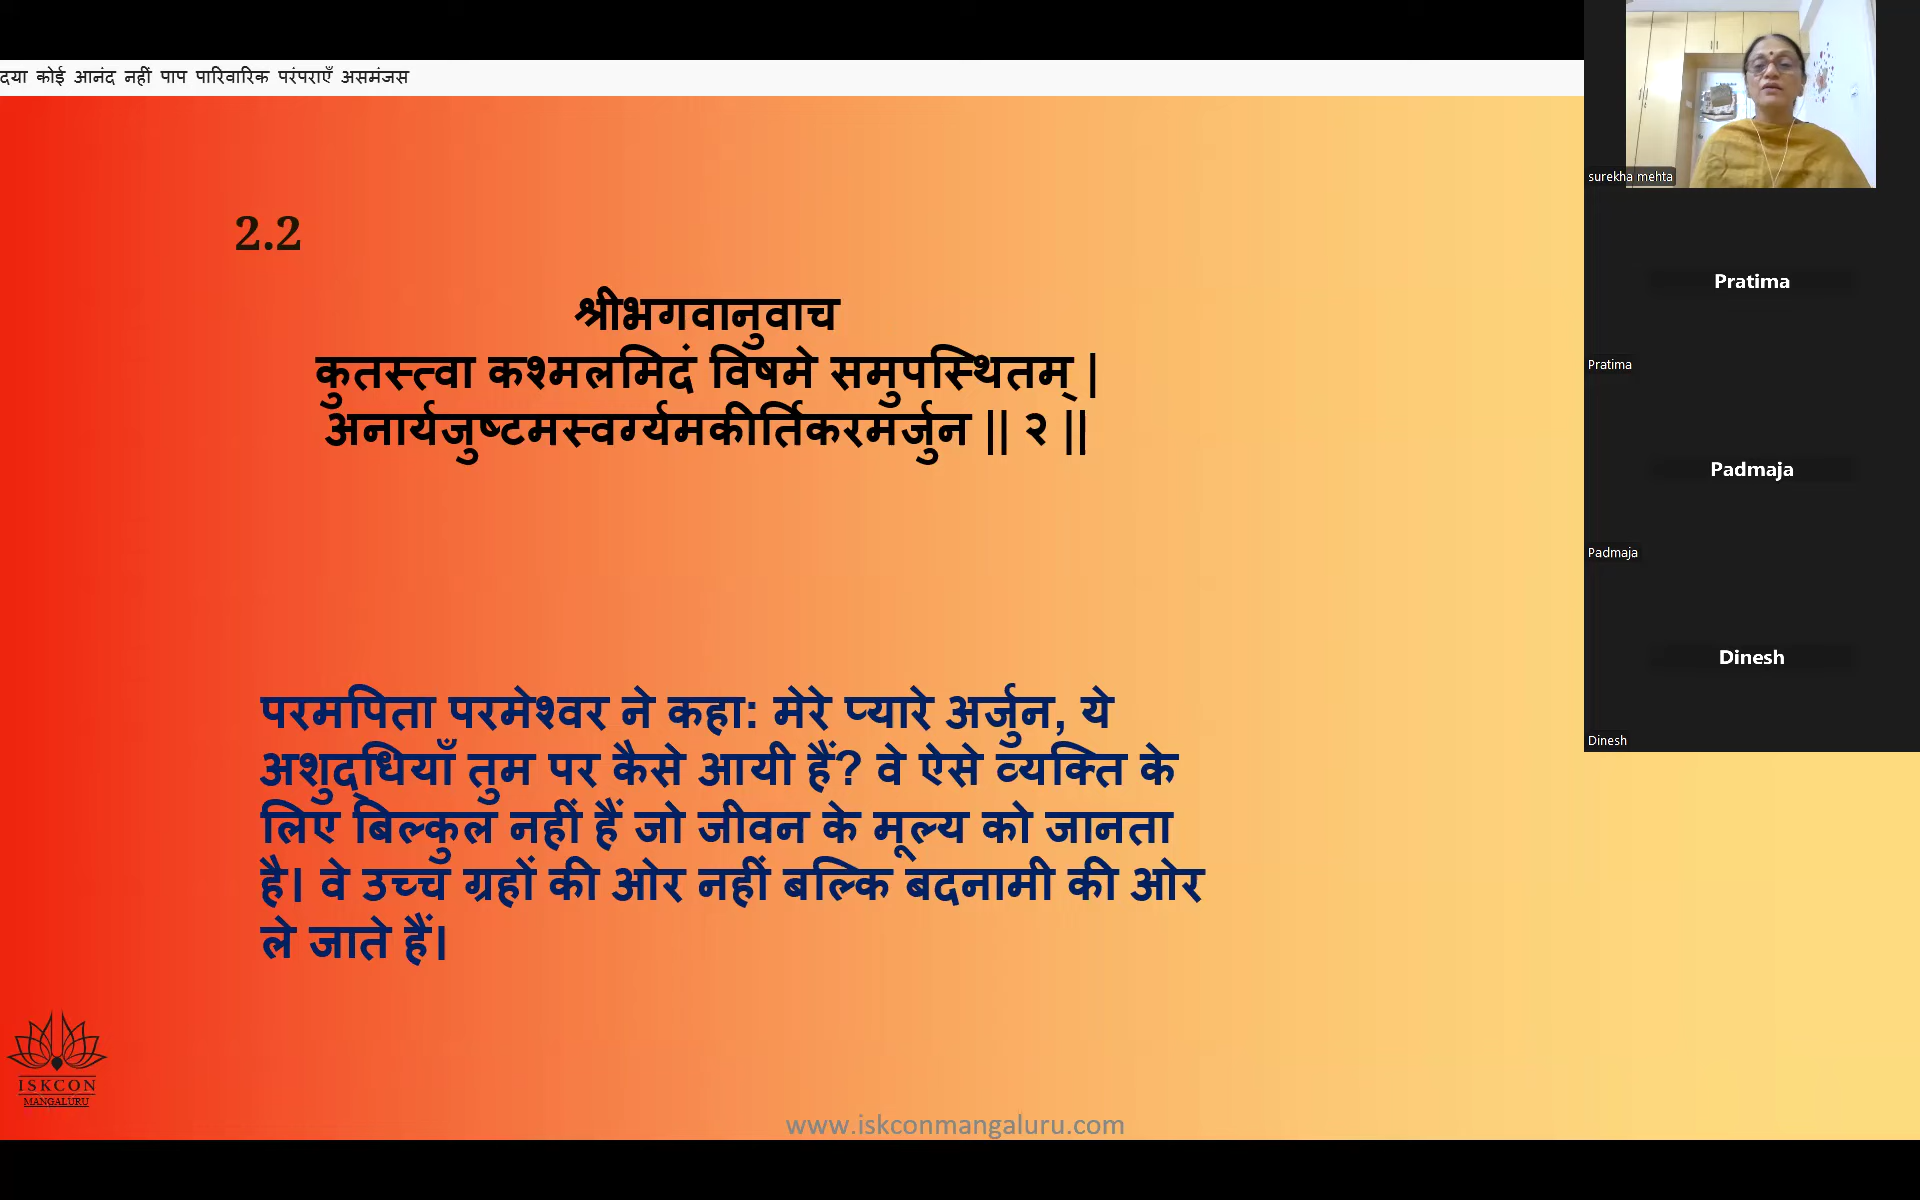 दया कोई आनंद नहीं पाप पारिवारिक परंपराएँ असमंजस
2.2
श्रीभगवानुवाच
कुतस्त्वा कश्मलमिदं विषमे समुपस्थितम् |
अनार्यजुष्टमस्वर्ग्यमकीर्तिकरमर्जुन || २ ||
परमपिता परमेश्वर ने कहा: मेरे प्यारे अर्जुन, ये
अशुद्धियाँ तुम पर कैसे आयी हैं? वे ऐसे व्यक्ति के
लिए बिल्कुल नहीं हैं जो जीवन के मूल्य को जानता
है। वे उच्च ग्रहों की ओर नहीं बल्कि बदनामी की ओर
ले जाते हैं।
ISKCON
MANGALURU
www.iskconmangaluru.com
surekha mehta
Pratima
Pratima
Padmaja
Padmaja
Dinesh
Dinesh